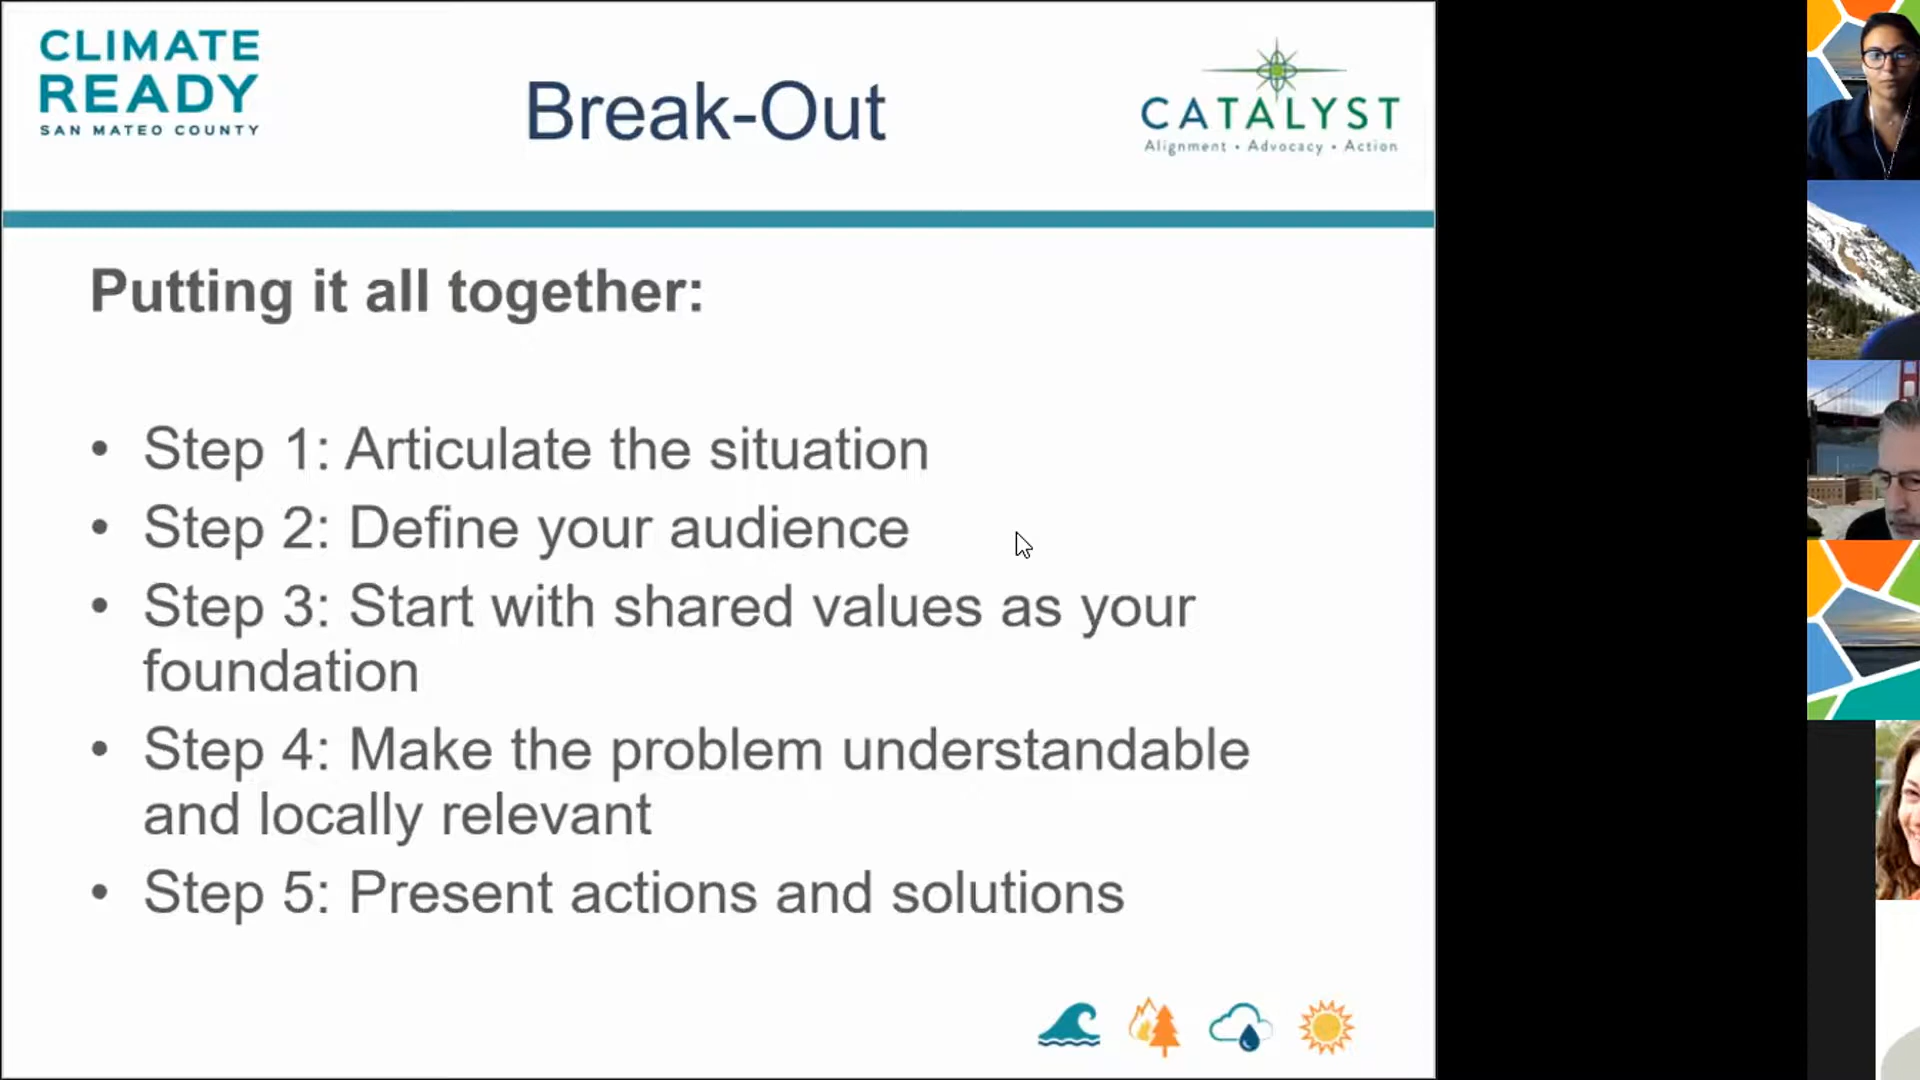 CLIMATE
READY
SAN MATEO COUNTY
Break-Out
CATALYST
Alignment • Advocacy • Action
Putting it all together:
• Step 1: Articulate the situation
• Step 2: Define your audience
• Step 3: Start with shared values as your
foundation
• Step 4: Make the problem understandable
and locally relevant
• Step 5: Present actions and solutions